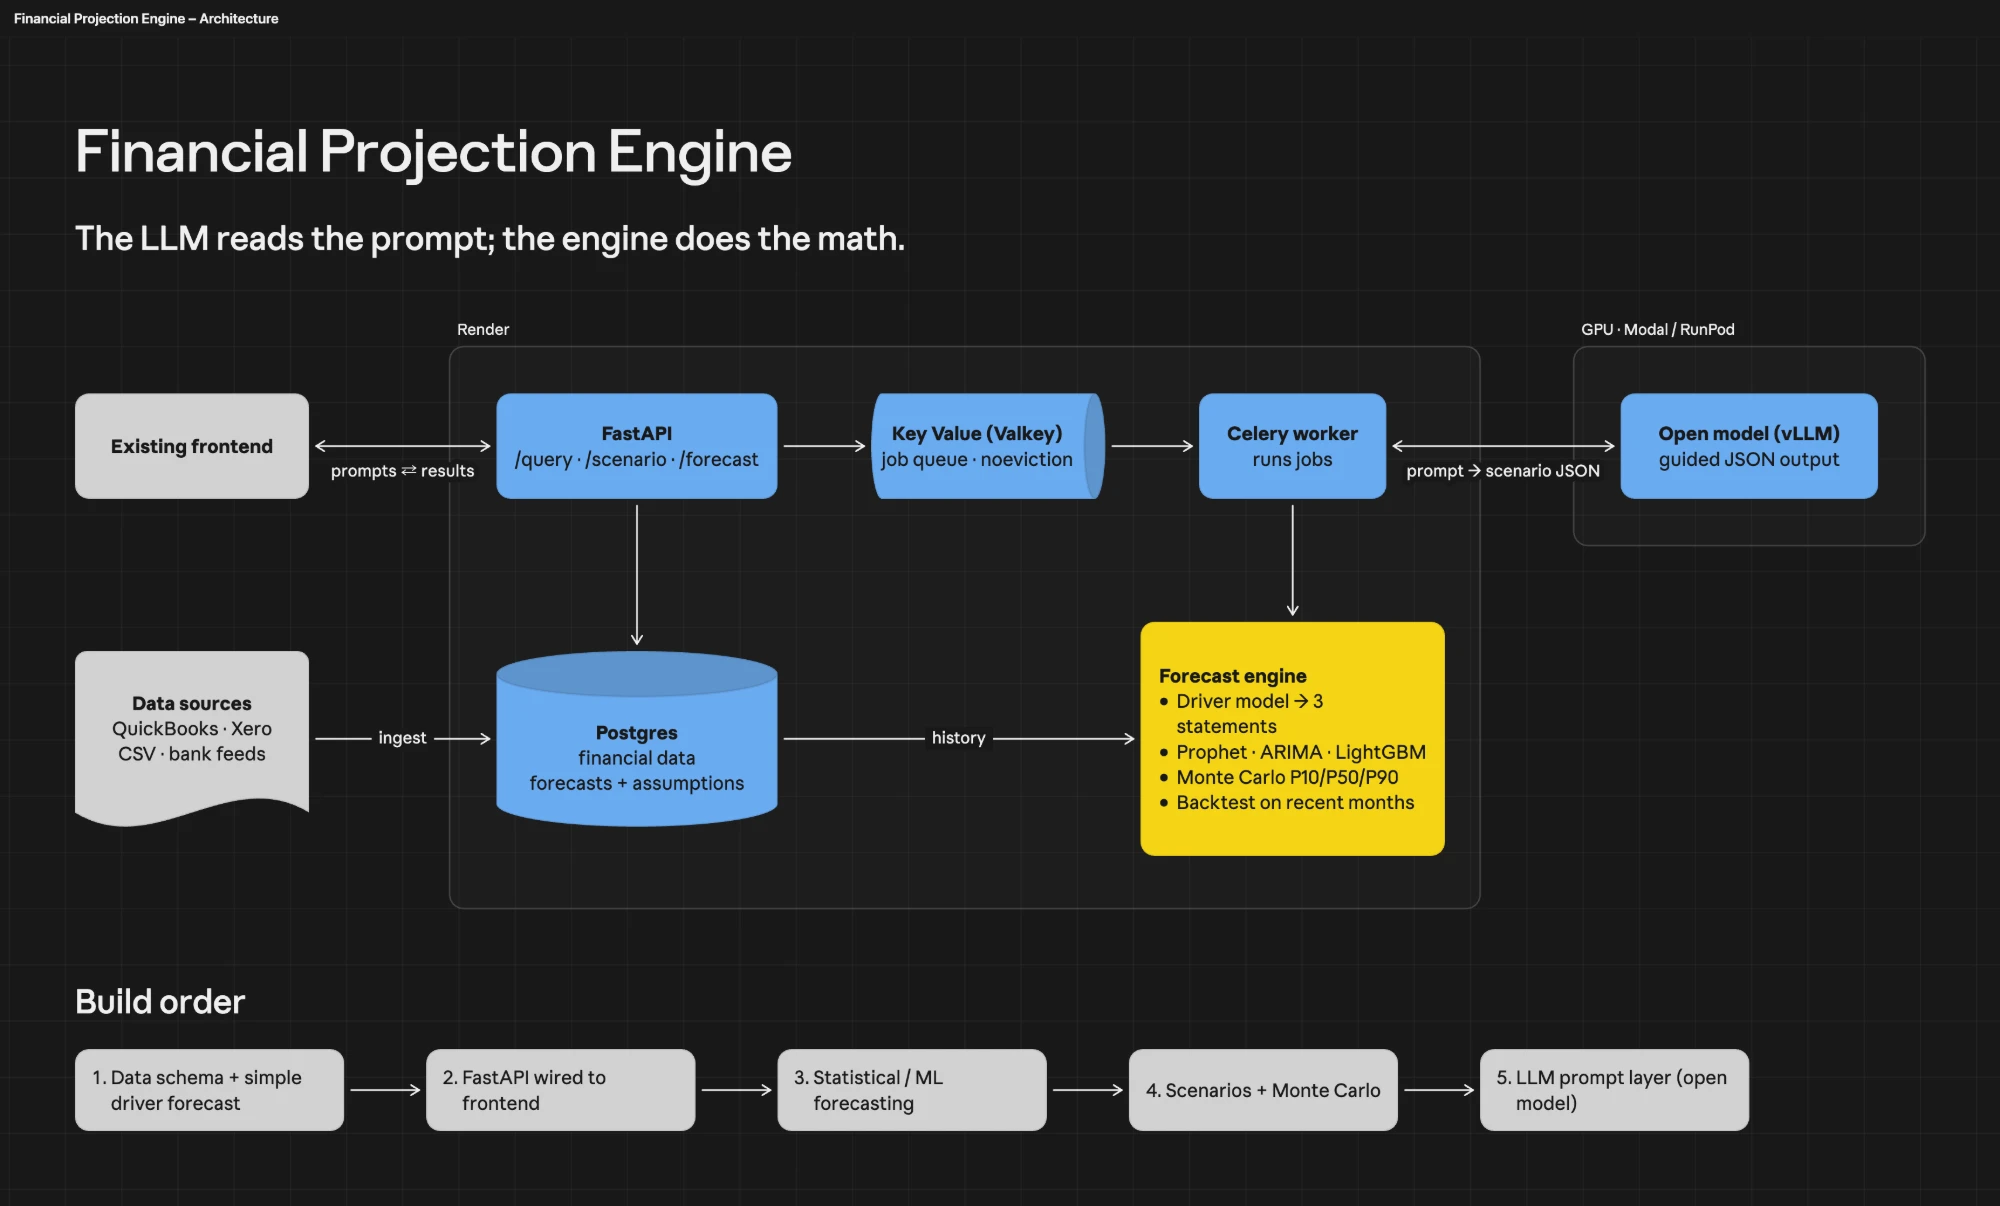 Financial Projection Engine – Architecture
Financial Projection Engine
The LLM reads the prompt; the engine does the math.
Render
GPU · Modal / RunPod
Existing frontend
prompts ⇄ results
FastAPI
/query · /scenario · /forecast
Key Value (Valkey)
job queue · noeviction
Celery worker
runs jobs
prompt → scenario JSON
Open model (vLLM)
guided JSON output
Data sources
QuickBooks · Xero
CSV · bank feeds
ingest
Postgres
financial data
forecasts + assumptions
history
Forecast engine
• Driver model → 3
statements
• Prophet · ARIMA · LightGBM
• Monte Carlo P10/P50/P90
• Backtest on recent months
Build order
1. Data schema + simple
driver forecast
2. FastAPI wired to
frontend
3. Statistical / ML
forecasting
4. Scenarios + Monte Carlo
5. LLM prompt layer (open
model)